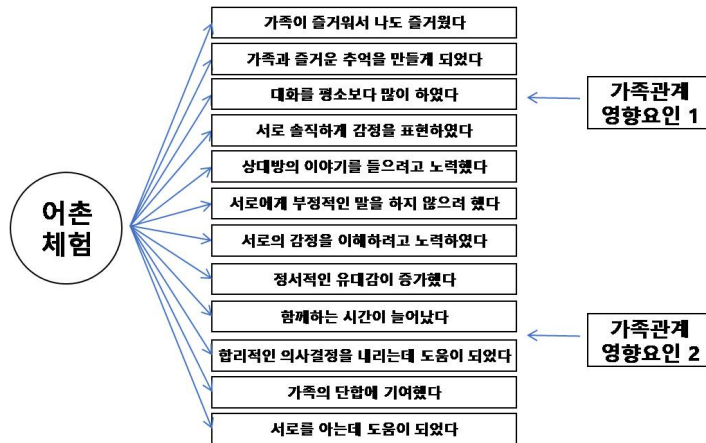 가족이 즐거워서 나도 즐거웠다
가족과 즐거운 추억을 만들게 되었다
대화를 평소보다 많이 하였다
서로 솔직하게 감정을 표현하였다
상대방의 이야기를 들으려고 노력했다
서로에게 부정적인 말을 하지 않으려 했다
서로의 감정을 이해하려고 노력하였다
정서적인 유대감이 증가했다
함께하는 시간이 늘어났다
합리적인 의사결정을 내리는데 도움이 되었다
가족의 단합에 기여했다
서로를 아는데 도움이 되었다
어촌
체험
가족관계
영향요인 1
가족관계
영향요인 2